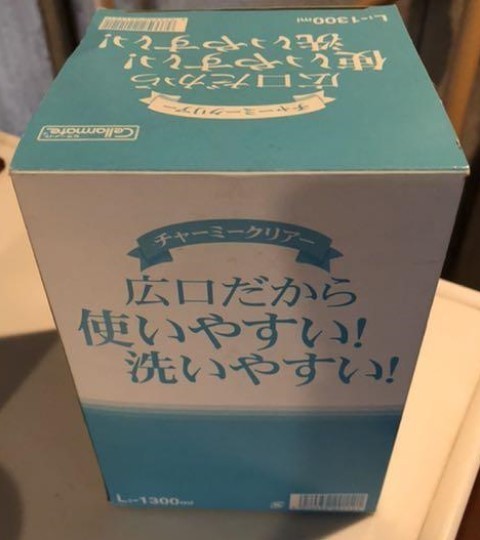 L 1300ml
洗いやすい!
使いやすい!
広口だから
チャーミークリアー
Cellarmate
チャーミークリアー
広口だから
使いやすい!
洗いやすい!
L 1300ml